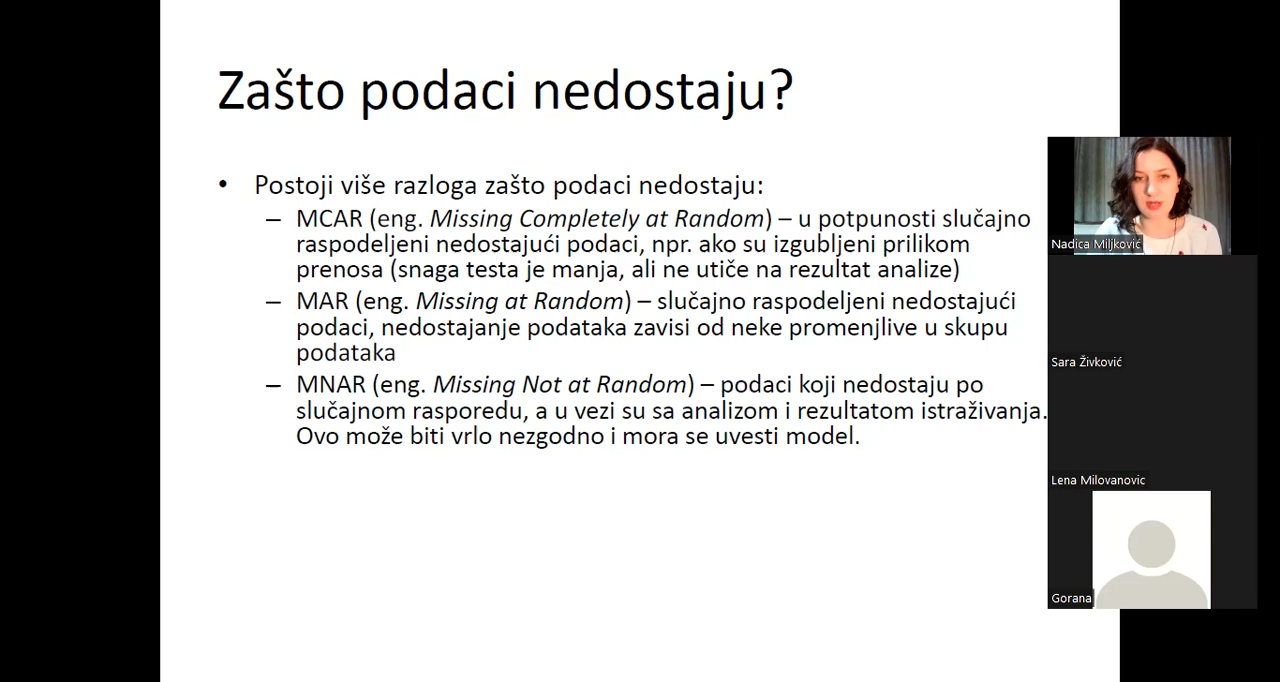 Zašto podaci nedostaju?
• Postoji više razloga zašto podaci nedostaju:
– MCAR (eng. Missing Completely at Random) – u potpunosti slučajno
raspodeljeni nedostajući podaci, npr. ako su izgubljeni prilikom
prenosa (snaga testa je manja, ali ne utiče na rezultat analize)
– MAR (eng. Missing at Random) – slučajno raspodeljeni nedostajući
podaci, nedostajanje podataka zavisi od neke promenjlive u skupu
podataka
– MNAR (eng. Missing Not at Random) – podaci koji nedostaju po
slučajnom rasporedu, a u vezi su sa analizom i rezultatom istraživanja.
Ovo može biti vrlo nezgodno i mora se uvesti model.
Nadica Miljković
Sara Živković
Lena Milovanovic
Gorana